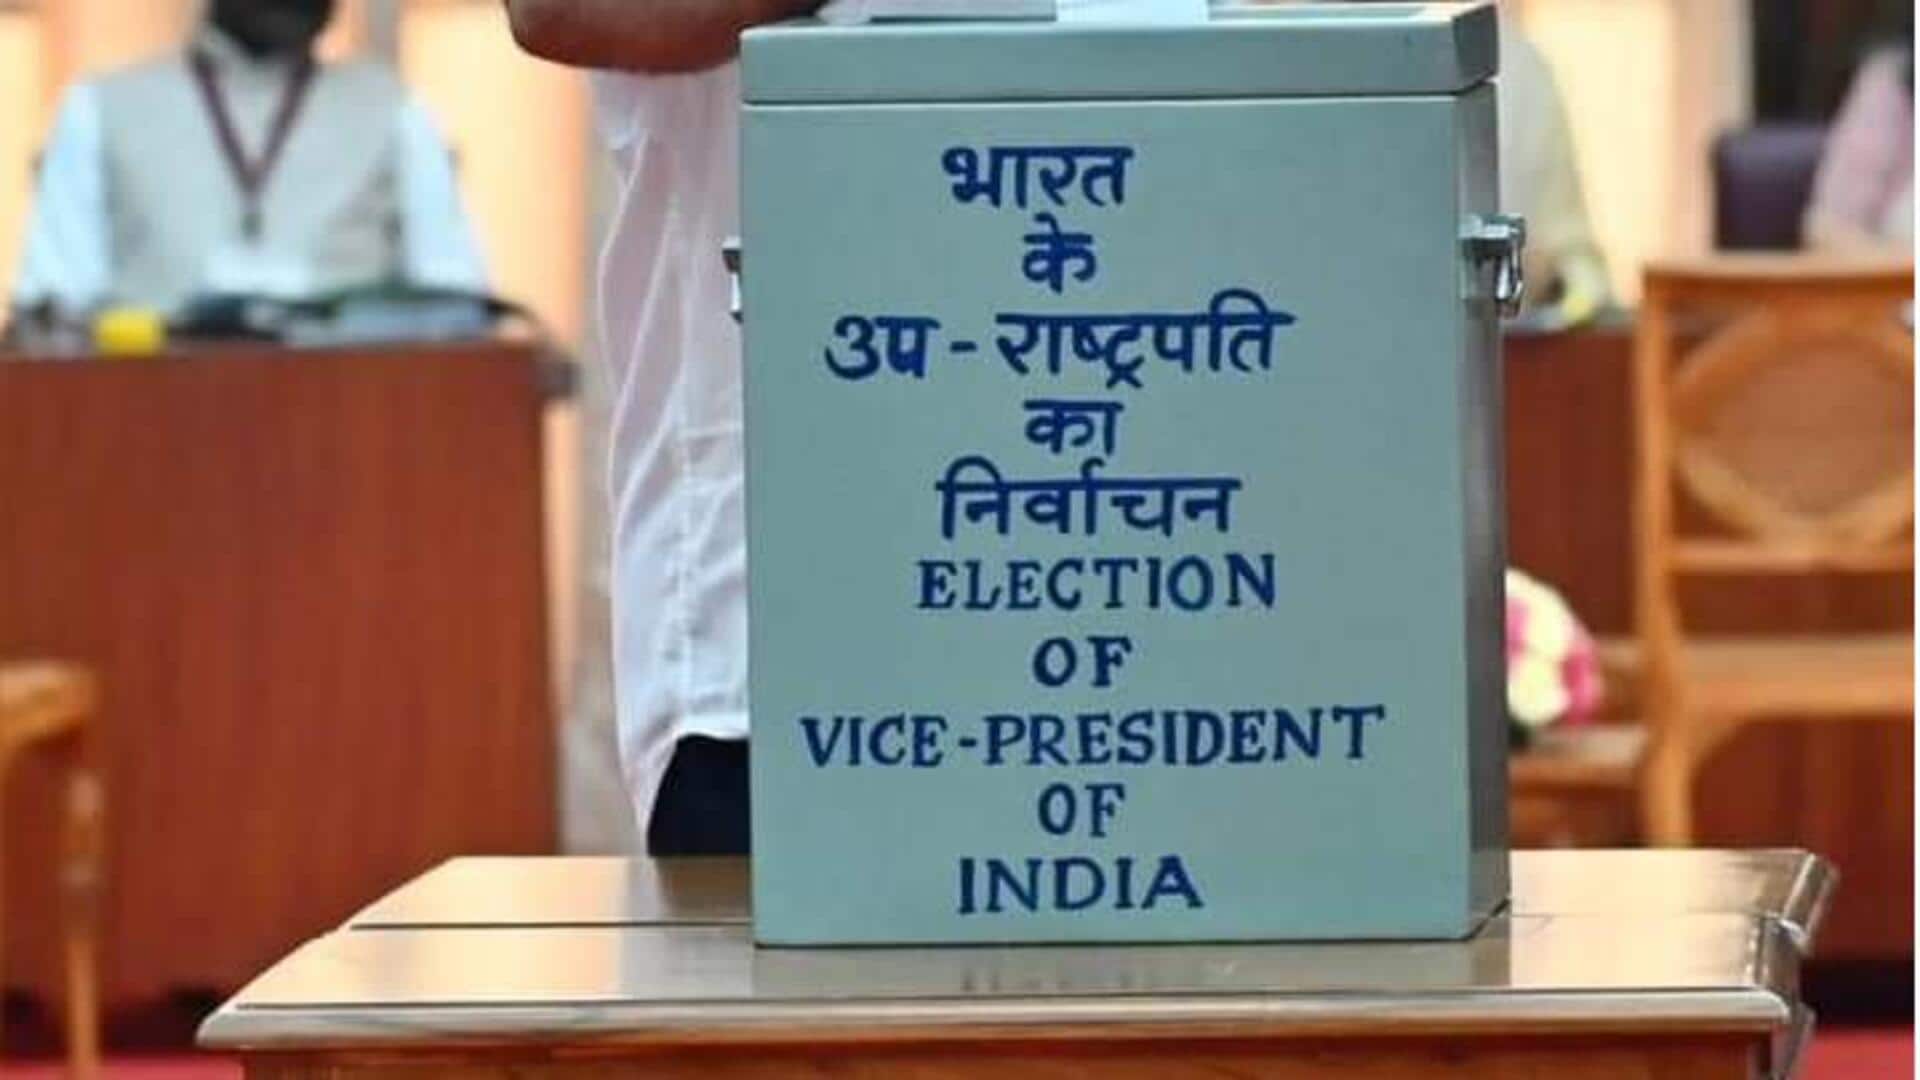 भारत
के
उप-राष्ट्रपति
का
निर्वाचन
ELECTION
OF
VICE-PRESIDENT
OF
INDIA